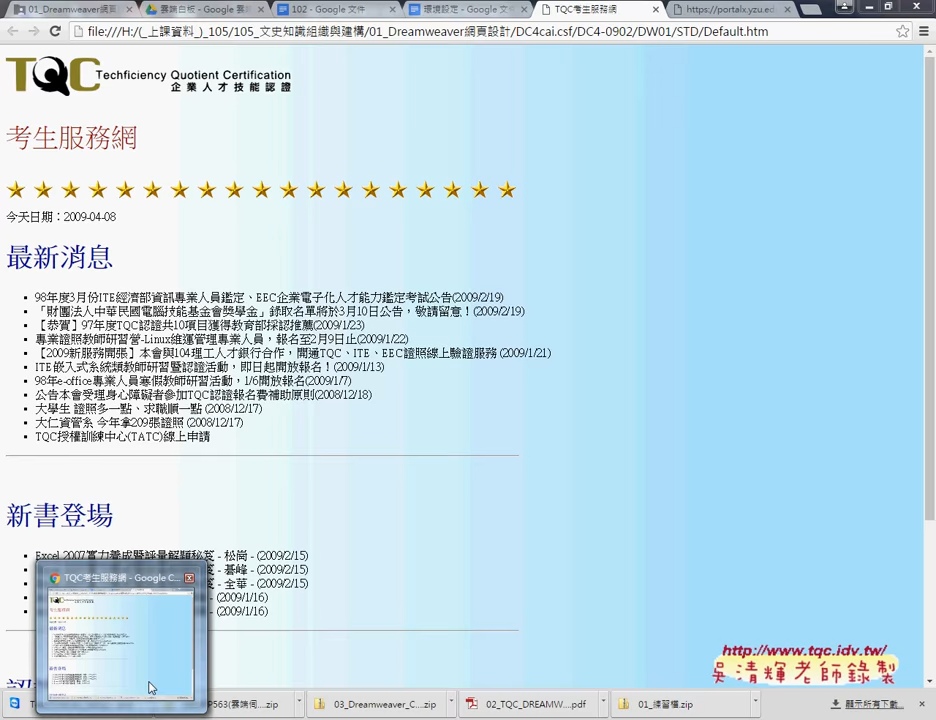 01_Dreamweaver網頁
雲端白板 - Google 雲
102 - Google 文件
環境設定 - Google 文
TQC考生服務網
https://portalx.yzu.ed
file:///H:/(_上課資料_)_105/105_文史知識組織與建構/01_Dreamweaver網頁設計/DC4cai.csf/DC4-0902/DW01/STD/Default.htm
TQC Techficiency Quotient Certification
企業人才技能認證
考生服務網
今天日期：2009-04-08
最新消息
98年度3月份ITE經濟部資訊專業人員鑑定、EEC企業電子化人才能力鑑定考試公告(2009/2/19)
「財團法人中華民國電腦技能基金會獎學金」錄取名單將於3月10日公告，敬請留意！(2009/2/19)
【恭賀】97年度TQC認證共10項目獲得教育部採認推薦(2009/1/23)
專業證照教師研習營-Linux維運管理專業人員，報名至2月9日止(2009/1/22)
【2009新服務開張】本會與104理工人才銀行合作，開通TQC、ITE、EEC證照線上驗證服務 (2009/1/21)
ITE 嵌入式系統類教師研習暨認證活動，即日起開放報名！(2009/1/13)
98年e-office專業人員寒假教師研習活動，1/6開放報名(2009/1/7)
公告本會受理身心障礙者參加TQC認證報名費補助原則(2008/12/18)
大學生 證照多一點、求職順一點 (2008/12/17)
大仁資管系 今年拿209張證照 (2008/12/17)
TQC授權訓練中心(TATC)線上申請
新書登場
Excel 2007實力養成暨評量解題秘笈 - 松崗 - (2009/2/15)
笈 - 碁峰 - (2009/2/15)
笈 - 全華 - (2009/2/15)
- (2009/1/16)
- (2009/1/16)
TQC考生服務網 - Google C...
http://www.tqc.idv.tw/
吳清輝老師錄製
P563(雲端伺....zip
03_Dreamweaver_C....zip
02_TQC_DREAMW....pdf
01_練習檔.zip
顯示所有下載...